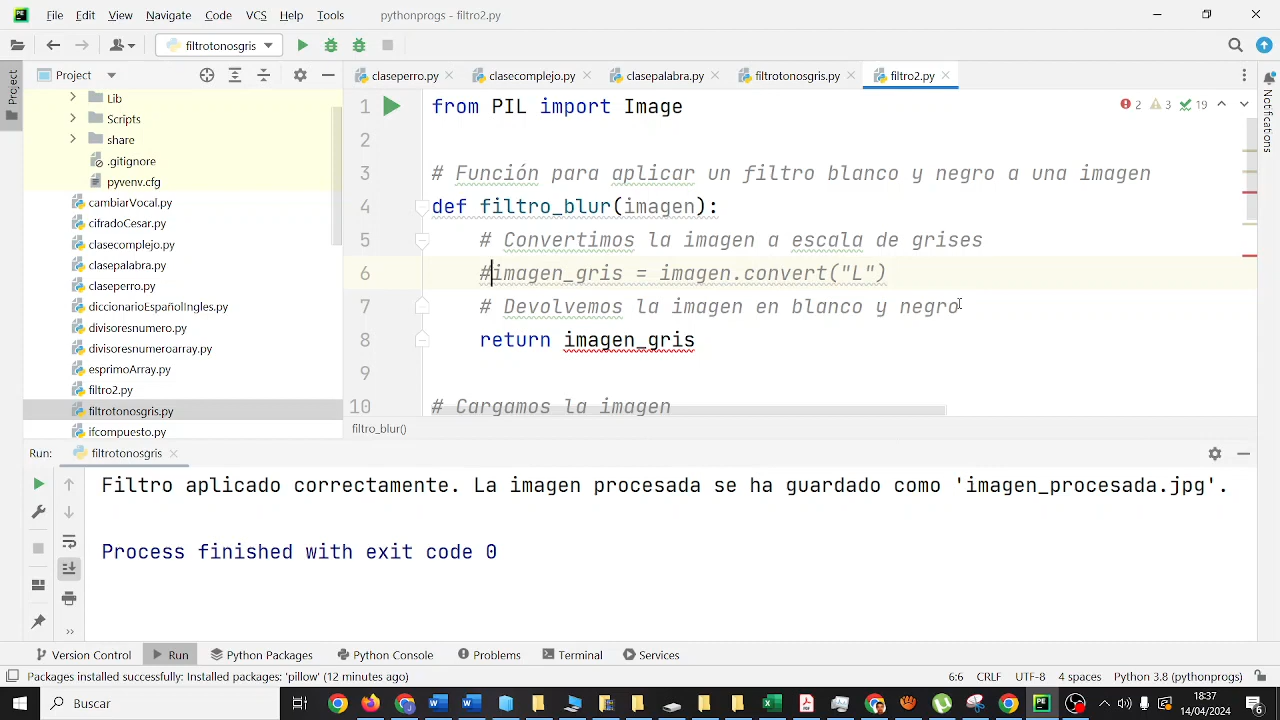 PE File Edit Navigate Code VCS Help Tools pythonprogs - filtro2.py
filtrotonosgris
Project
Project
claseperro.py clasecomplejo.py clasepalabra.py filtrotonosgris.py filtro2.py
Notifications
Lib
Scripts
share
.gitignore
pyvenv.cfg
cambiarVocal.py
cifradoCesar.py
clasecomplejo.py
clasepalabra.py
claseperro.py
diccionarioEspañolIngles.py
divisoresnumero.py
divisoresnumeroarray.py
esprimoArray.py
filtro2.py
filtrotonosgris.py
ifcompuesto.py
2 3 19
1 from PIL import Image
2
3 # Función para aplicar un filtro blanco y negro a una imagen
4 def filtro_blur(imagen):
5 # Convertimos la imagen a escala de grises
6 #imagen_gris = imagen.convert("L")
7 # Devolvemos la imagen en blanco y negro
8 return imagen_gris
9
10 # Cargamos la imagen
filtro_blur()
Run: filtrotonosgris
Filtro aplicado correctamente. La imagen procesada se ha guardado como 'imagen_procesada.jpg'.
Process finished with exit code 0
Version Control Run Python Packages Python Console Problems Terminal Services
Packages installed successfully: Installed packages: 'pillow' (12 minutes ago) 6:6 CRLF UTF-8 4 spaces Python 3.8 (pythonprogs)
Buscar
18:37
14/04/2024
6